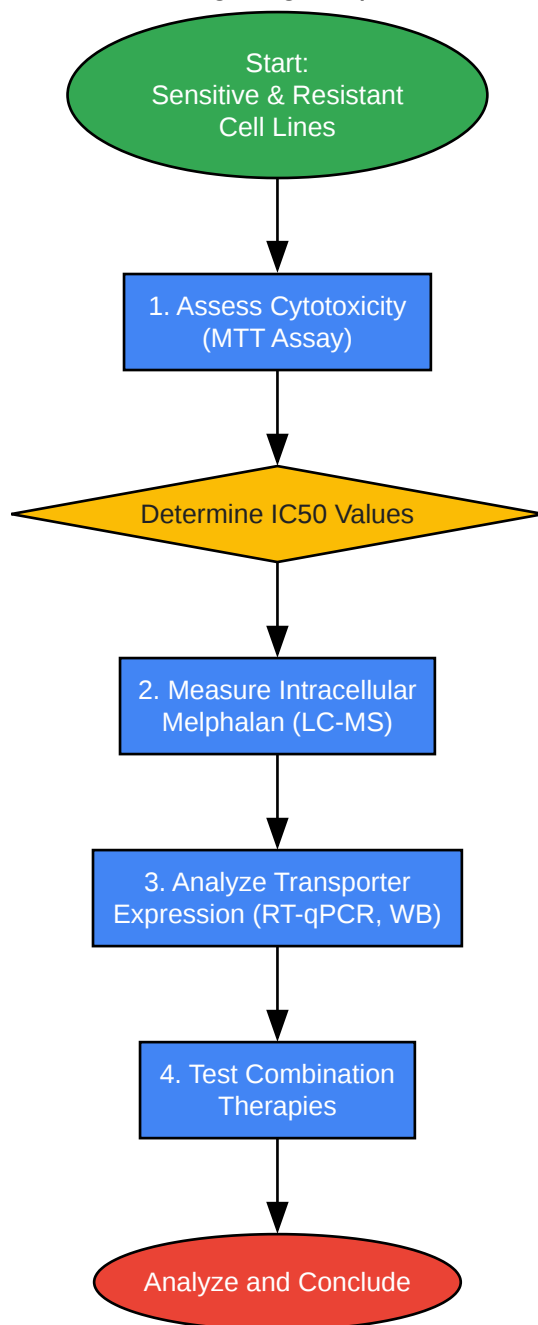 Start:
Sensitive & Resistant
Cell Lines
1. Assess Cytotoxicity
(MTT Assay)
Determine IC50 Values
2. Measure Intracellular
Melphalan (LC-MS)
3. Analyze Transporter
Expression (RT-qPCR, WB)
4. Test Combination
Therapies
Analyze and Conclude